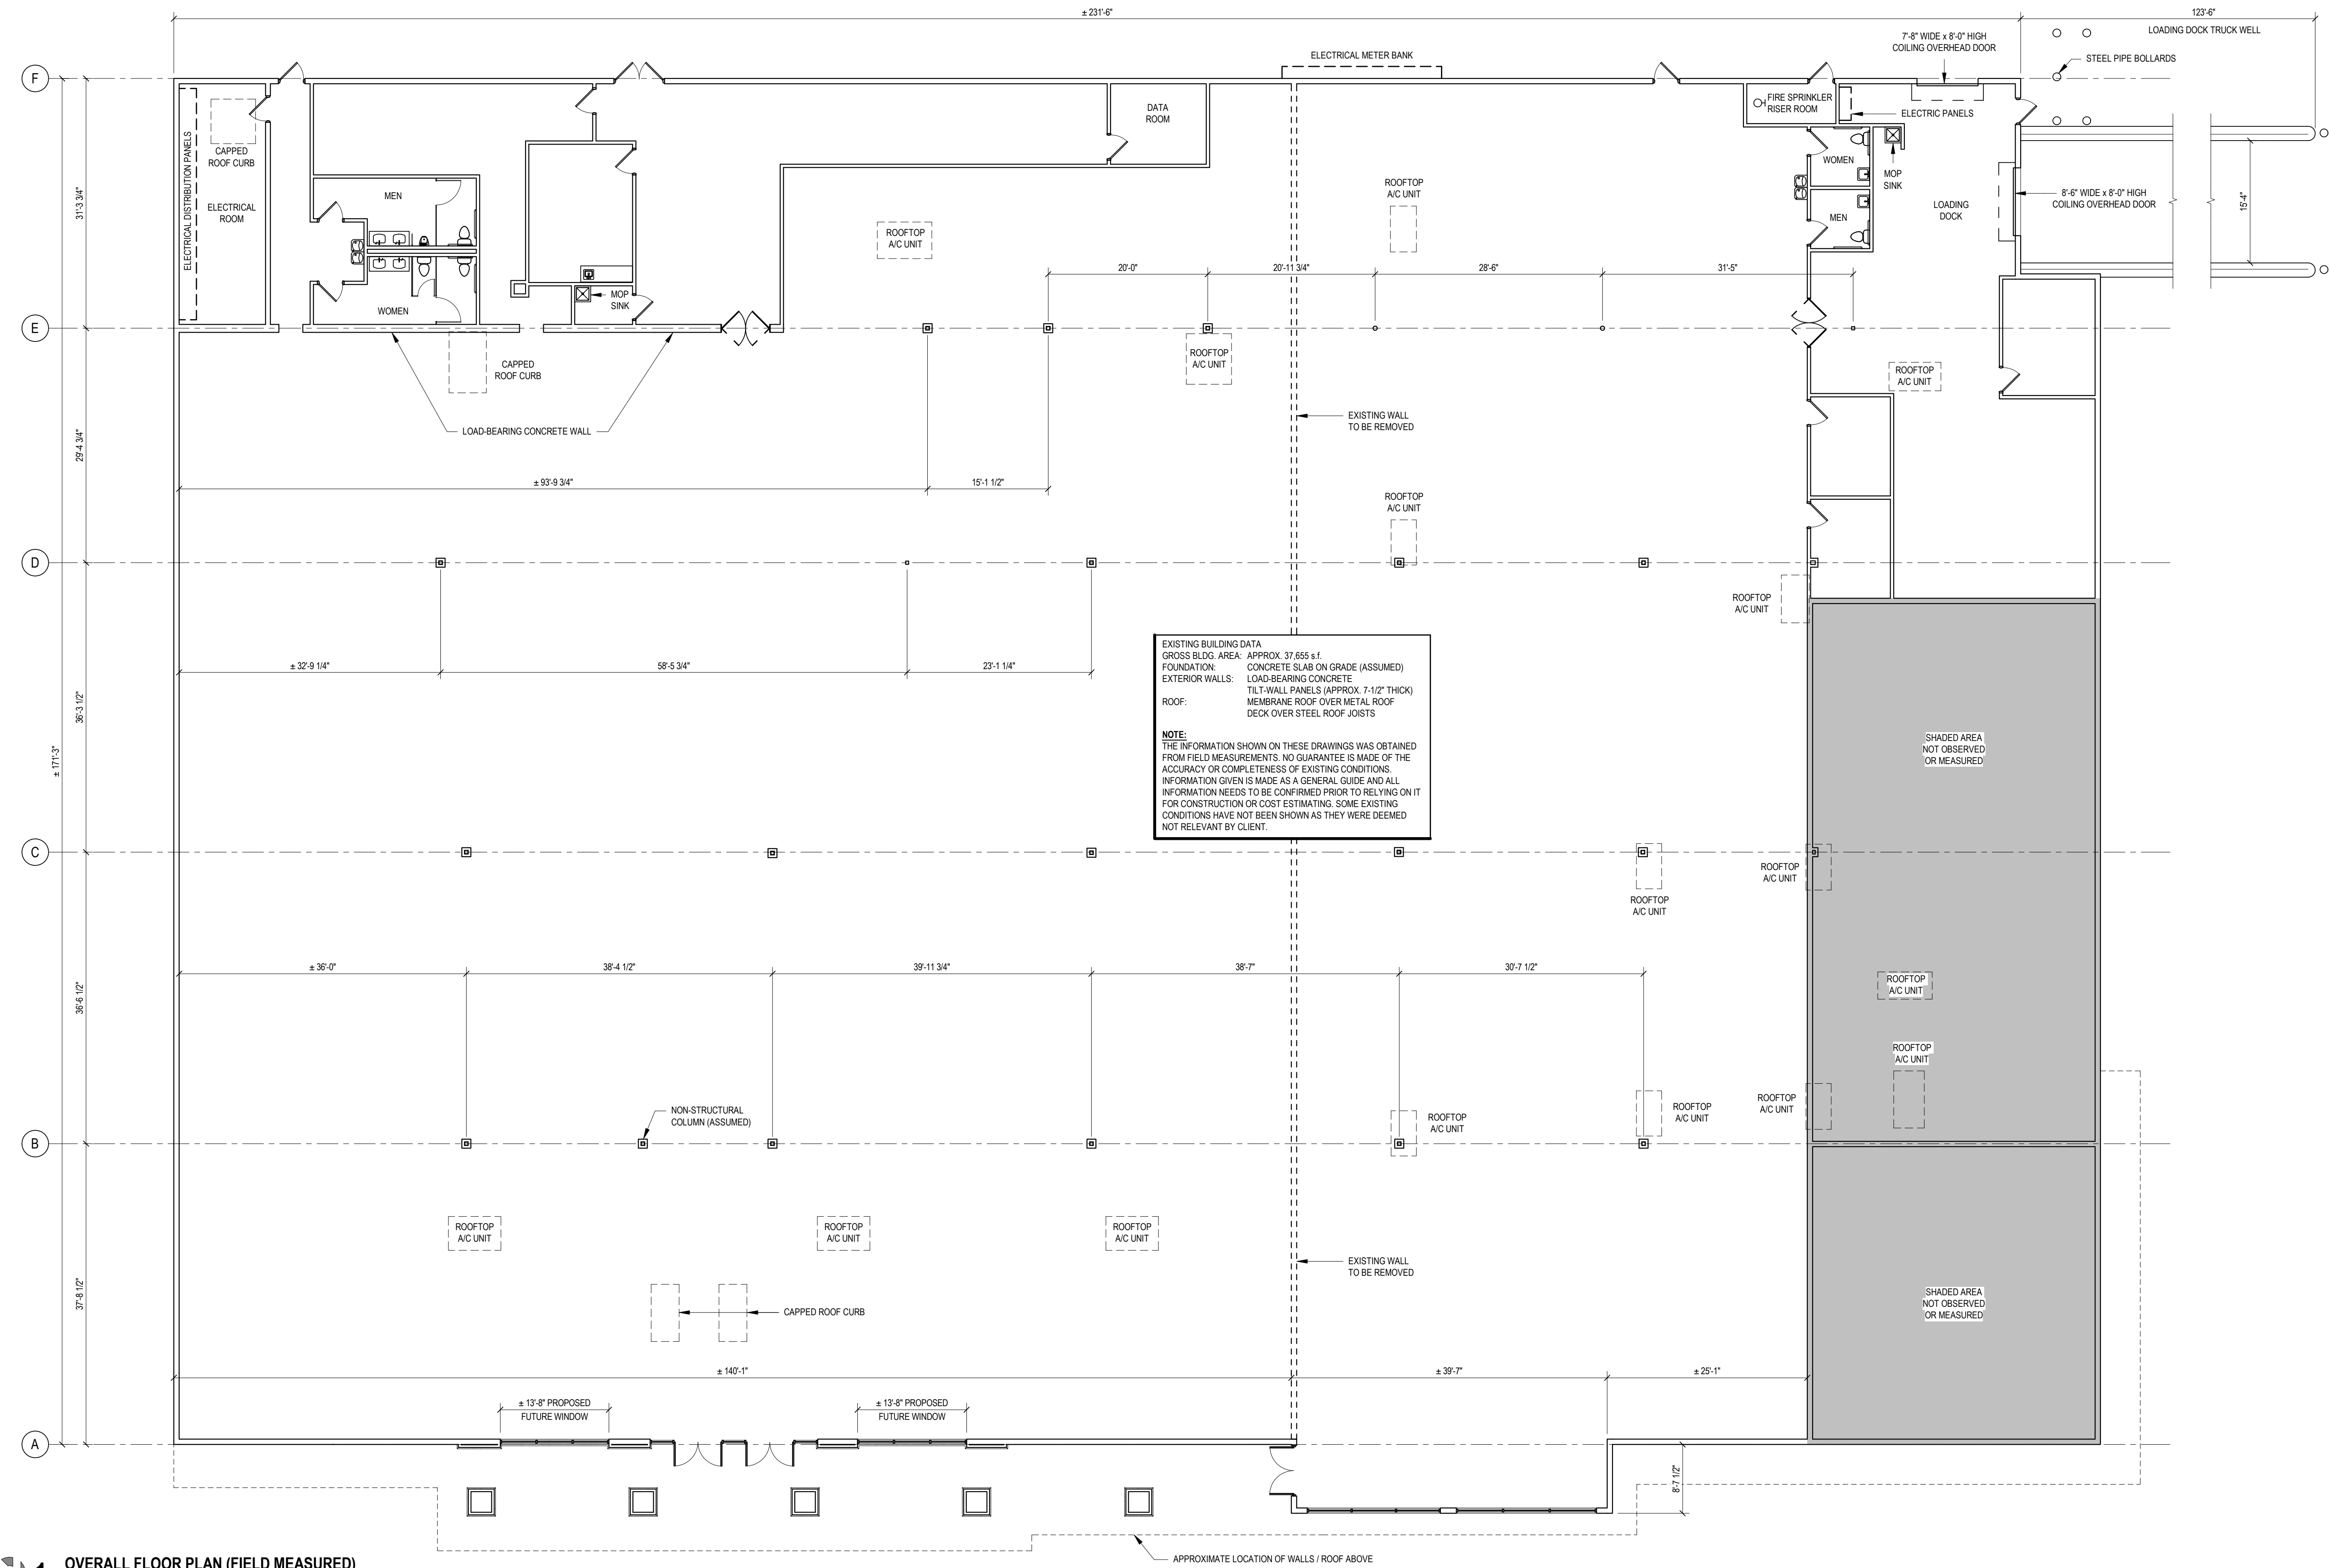 ± 231'-6"
123'-6"
LOADING DOCK TRUCK WELL
7'-8" WIDE x 8'-0" HIGH
COILING OVERHEAD DOOR
ELECTRICAL METER BANK
STEEL PIPE BOLLARDS
F
DATA
ROOM
FIRE SPRINKLER
RISER ROOM
ELECTRIC PANELS
CAPPED
ROOF CURB
ELECTRICAL DISTRIBUTION PANELS
WOMEN
MOP
SINK
MEN
ROOFTOP
A/C UNIT
8'-6" WIDE x 8'-0" HIGH
COILING OVERHEAD DOOR
31'-3 3/4"
15'-4"
ELECTRICAL
ROOM
LOADING
DOCK
MEN
ROOFTOP
A/C UNIT
20'-0"
20'-11 3/4"
28'-6"
31'-5"
MOP
SINK
WOMEN
E
CAPPED
ROOF CURB
ROOFTOP
A/C UNIT
ROOFTOP
A/C UNIT
EXISTING WALL
TO BE REMOVED
LOAD-BEARING CONCRETE WALL
29'-4 3/4"
± 93'-9 3/4"
15'-1 1/2"
ROOFTOP
A/C UNIT
D
ROOFTOP
A/C UNIT
± 32'-9 1/4"
58'-5 3/4"
23'-1 1/4"
EXISTING BUILDING DATA
GROSS BLDG. AREA: APPROX. 37,655 s.f.
FOUNDATION: CONCRETE SLAB ON GRADE (ASSUMED)
EXTERIOR WALLS: LOAD-BEARING CONCRETE
TILT-WALL PANELS (APPROX. 7-1/2" THICK)
ROOF: MEMBRANE ROOF OVER METAL ROOF
DECK OVER STEEL ROOF JOISTS
NOTE:
THE INFORMATION SHOWN ON THESE DRAWINGS WAS OBTAINED
FROM FIELD MEASUREMENTS. NO GUARANTEE IS MADE OF THE
ACCURACY OR COMPLETENESS OF EXISTING CONDITIONS.
INFORMATION GIVEN IS MADE AS A GENERAL GUIDE AND ALL
INFORMATION NEEDS TO BE CONFIRMED PRIOR TO RELYING ON IT
FOR CONSTRUCTION OR COST ESTIMATING. SOME EXISTING
CONDITIONS HAVE NOT BEEN SHOWN AS THEY WERE DEEMED
NOT RELEVANT BY CLIENT.
36'-3 1/2"
± 171'-3"
SHADED AREA
NOT OBSERVED
OR MEASURED
C
ROOFTOP
A/C UNIT
ROOFTOP
A/C UNIT
± 36'-0"
38'-4 1/2"
39'-11 3/4"
38'-7"
30'-7 1/2"
ROOFTOP
A/C UNIT
36'-6 1/2"
ROOFTOP
A/C UNIT
ROOFTOP
A/C UNIT
NON-STRUCTURAL
COLUMN (ASSUMED)
ROOFTOP
A/C UNIT
ROOFTOP
A/C UNIT
B
ROOFTOP
A/C UNIT
ROOFTOP
A/C UNIT
ROOFTOP
A/C UNIT
EXISTING WALL
TO BE REMOVED
37'-8 1/2"
CAPPED ROOF CURB
SHADED AREA
NOT OBSERVED
OR MEASURED
± 140'-1"
± 39'-7"
± 25'-1"
± 13'-8" PROPOSED
FUTURE WINDOW
± 13'-8" PROPOSED
FUTURE WINDOW
A
8'-7 1/2"
APPROXIMATE LOCATION OF WALLS / ROOF ABOVE
OVERALL FLOOR PLAN (FIELD MEASURED)